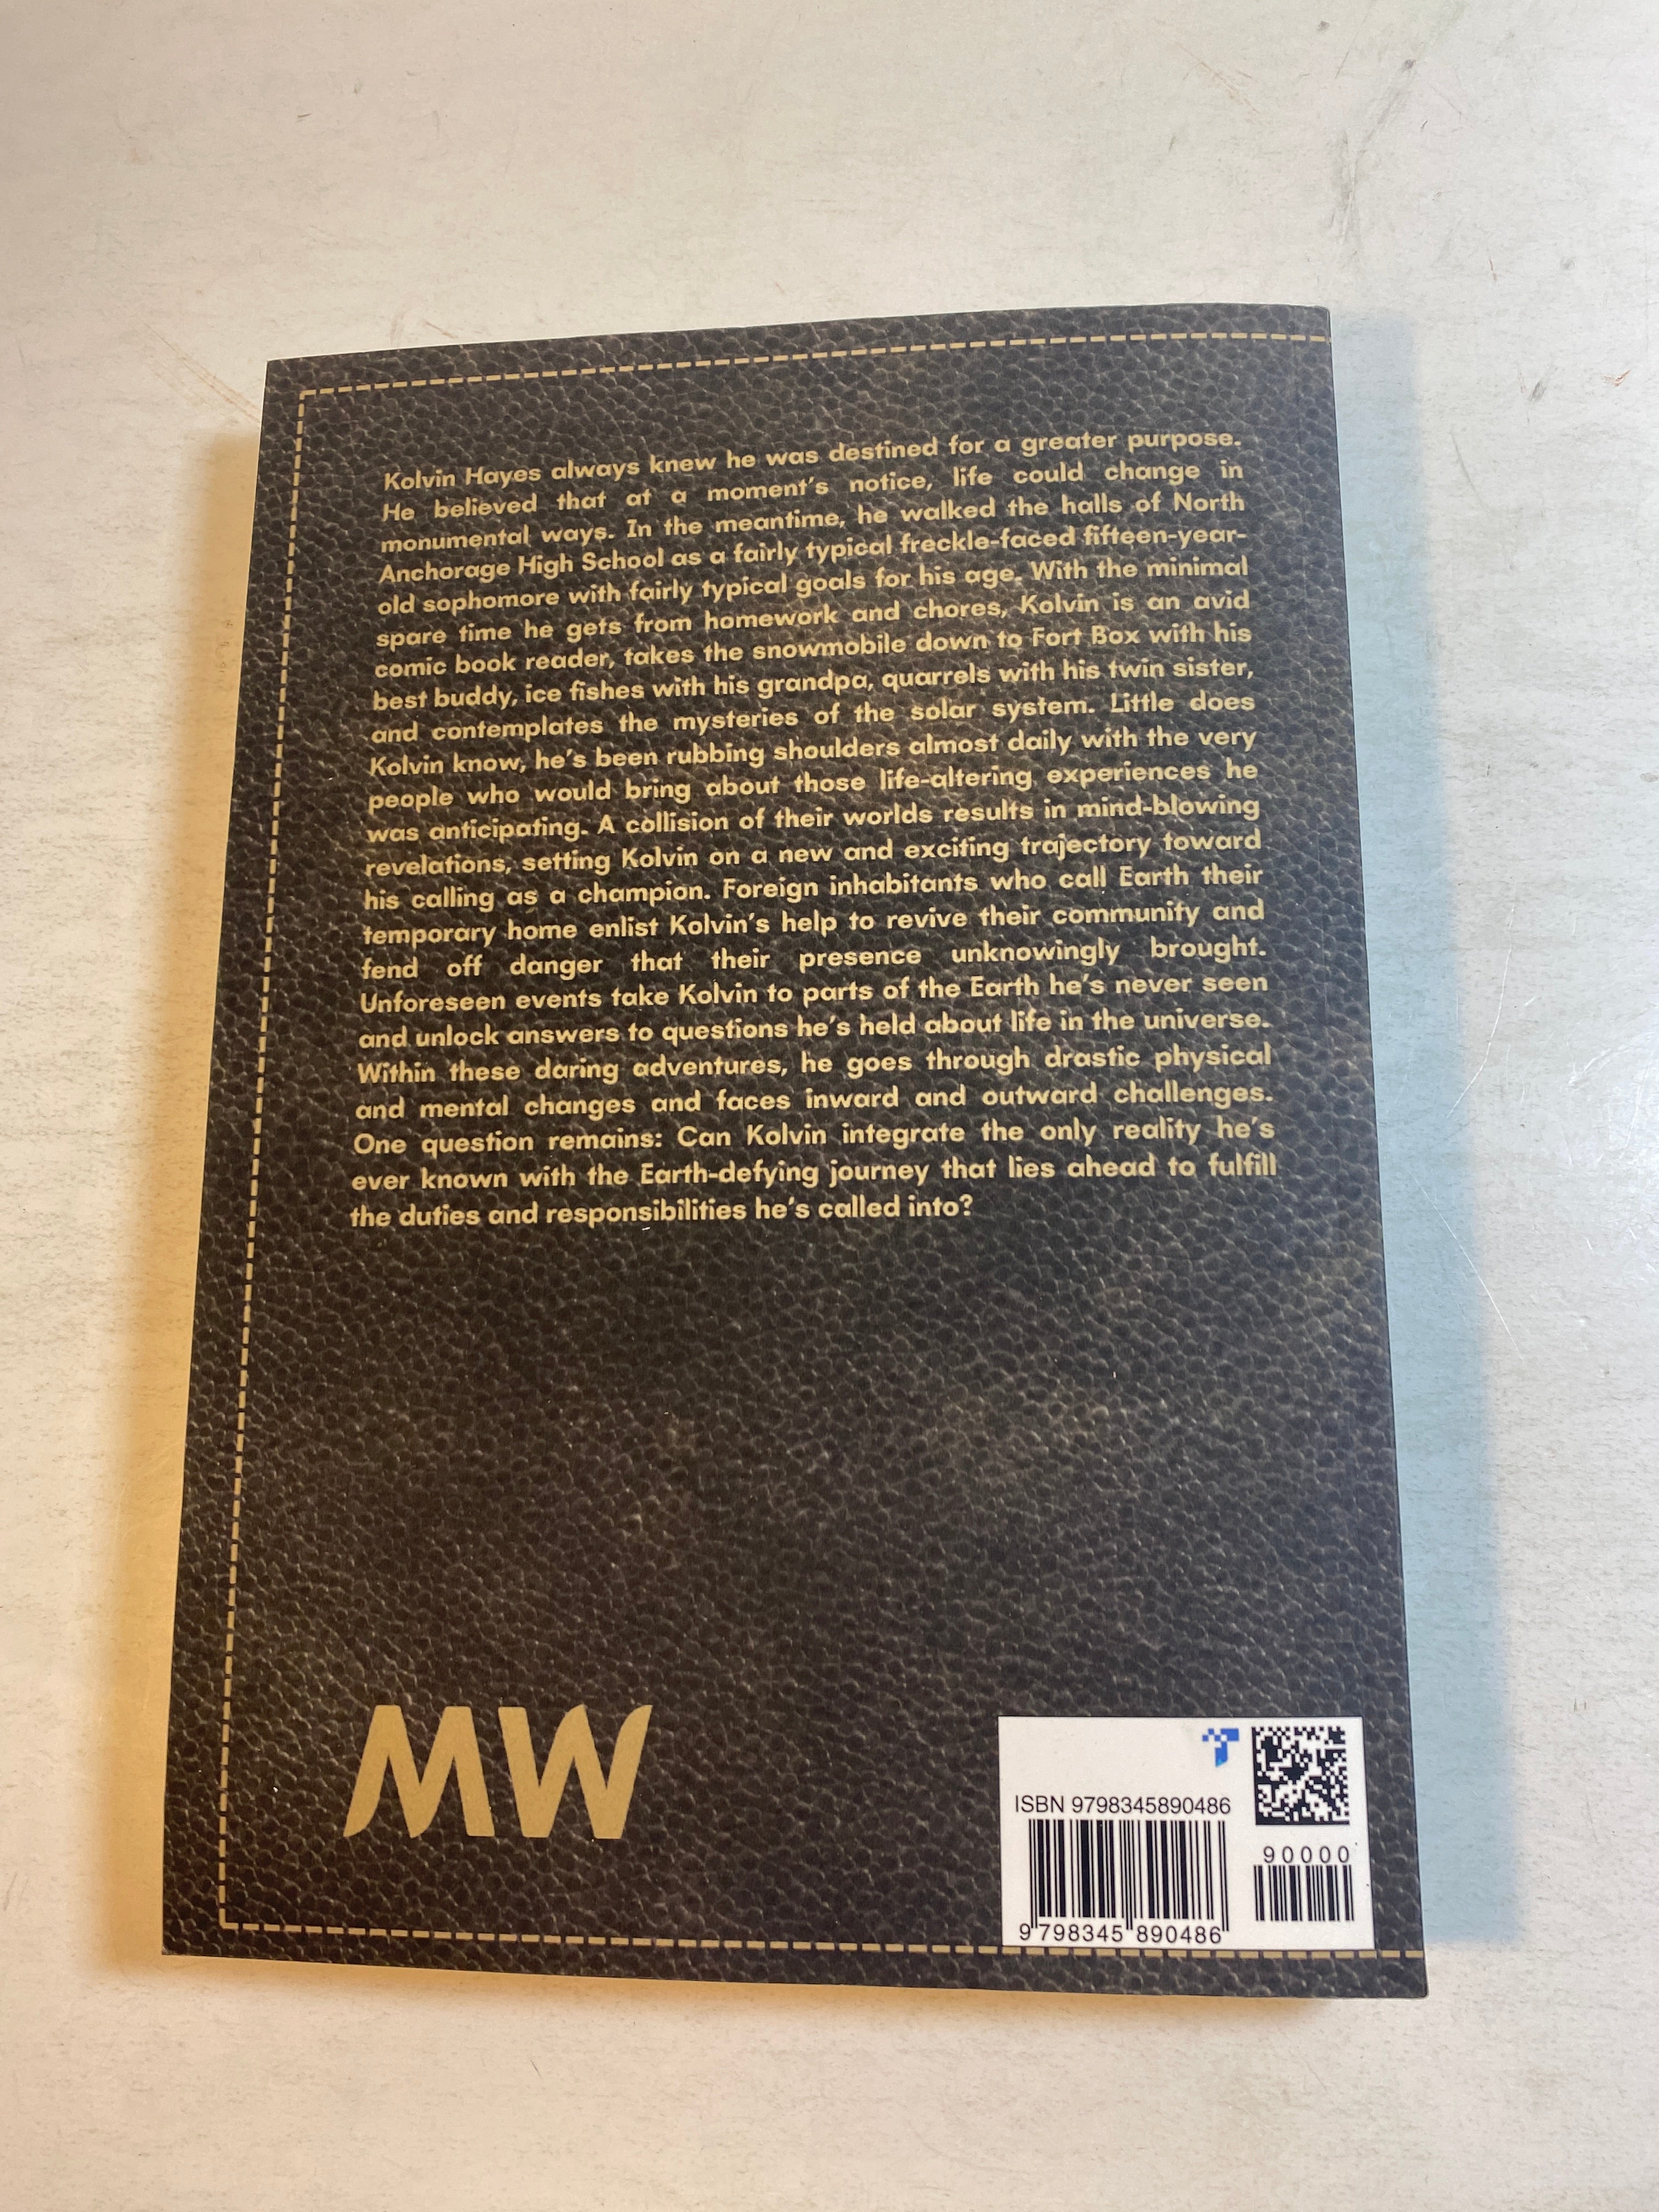 Kolvin Hayes always knew he was destined for a greater purpose.
He believed that at a moment's notice, life could change in
monumental ways. In the meantime, he walked the halls of North
Anchorage High School as a fairly typical freckle-faced fifteen-year-
old sophomore with fairly typical goals for his age. With the minimal
spare time he gets from homework and chores, Kolvin is an avid
comic book reader, takes the snowmobile down to Fort Box with his
best buddy, ice fishes with his grandpa, quarrels with his twin sister,
and contemplates the mysteries of the solar system. Little does
Kolvin know, he's been rubbing shoulders almost daily with the very
people who would bring about those life-altering experiences he
was anticipating. A collision of their worlds results in mind-blowing
revelations, setting Kolvin on a new and exciting trajectory toward
his calling as a champion. Foreign inhabitants who call Earth their
temporary home enlist Kolvin's help to revive their community and
fend off danger that their presence unknowingly brought.
Unforeseen events take Kolvin to parts of the Earth he's never seen
and unlock answers to questions he's held about life in the universe.
Within these daring adventures, he goes through drastic physical
and mental changes and faces inward and outward challenges.
One question remains: Can Kolvin integrate the only reality he's
ever known with the Earth-defying journey that lies ahead to fulfill
the duties and responsibilities he's called into?
MW
ISBN 9798345890486
90000
9 798345 890486